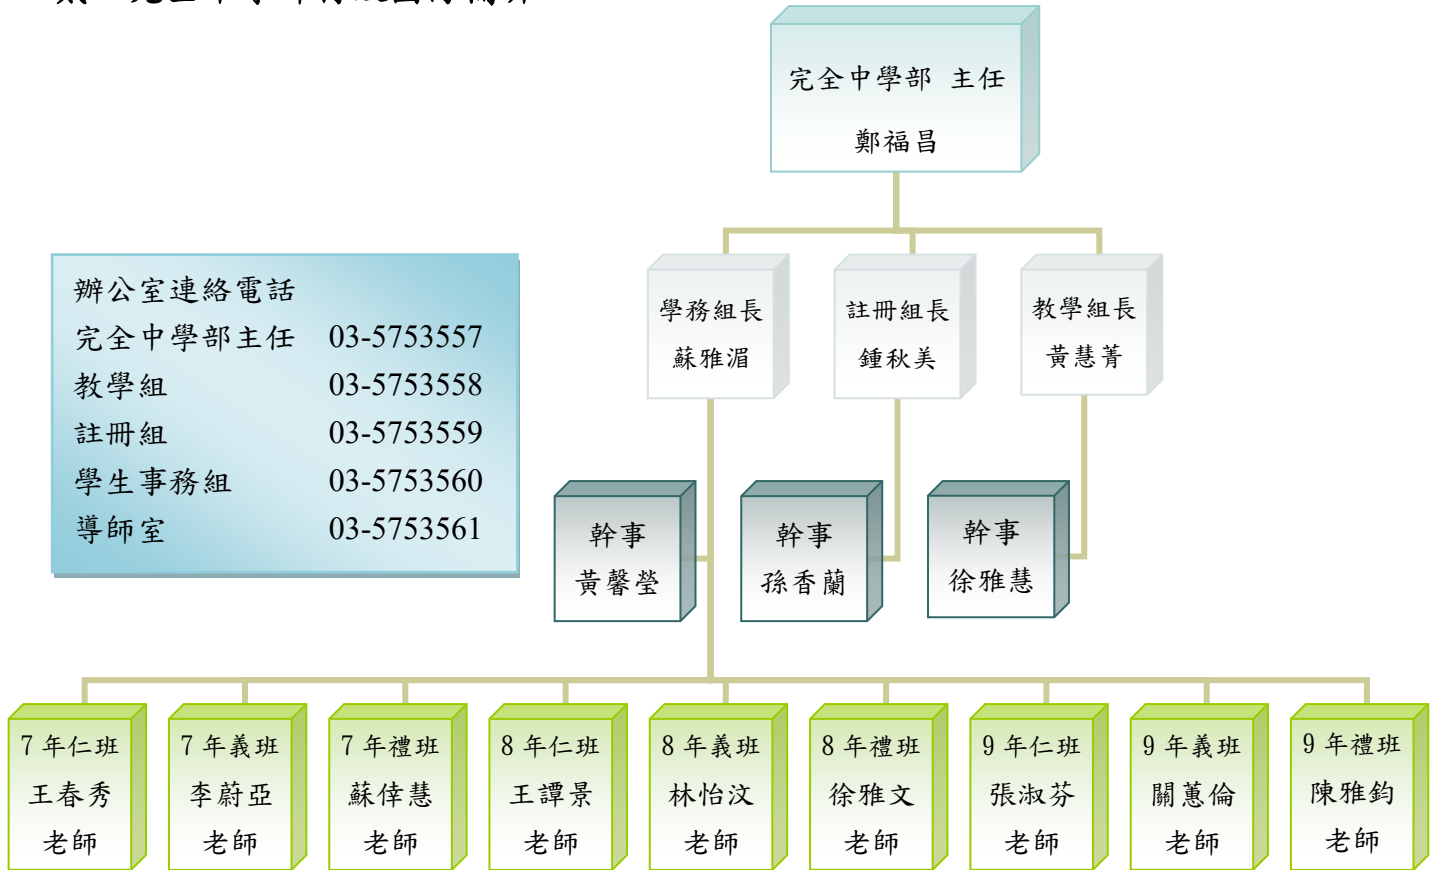 完全中學部 主任
鄭福昌
辦公室連絡電話
完全中學部主任 03-5753557
教學組 03-5753558
註冊組 03-5753559
學生事務組 03-5753560
導師室 03-5753561
學務組長
蘇雅湄
註冊組長
鍾秋美
教學組長
黃慧菁
幹事
黃馨瑩
幹事
孫香蘭
幹事
徐雅慧
7 年仁班
王春秀
老師
7 年義班
李蔚亞
老師
7 年禮班
蘇倖慧
老師
8 年仁班
王譚景
老師
8 年義班
林怡汶
老師
8 年禮班
徐雅文
老師
9 年仁班
張淑芬
老師
9 年義班
關蕙倫
老師
9 年禮班
陳雅鈞
老師